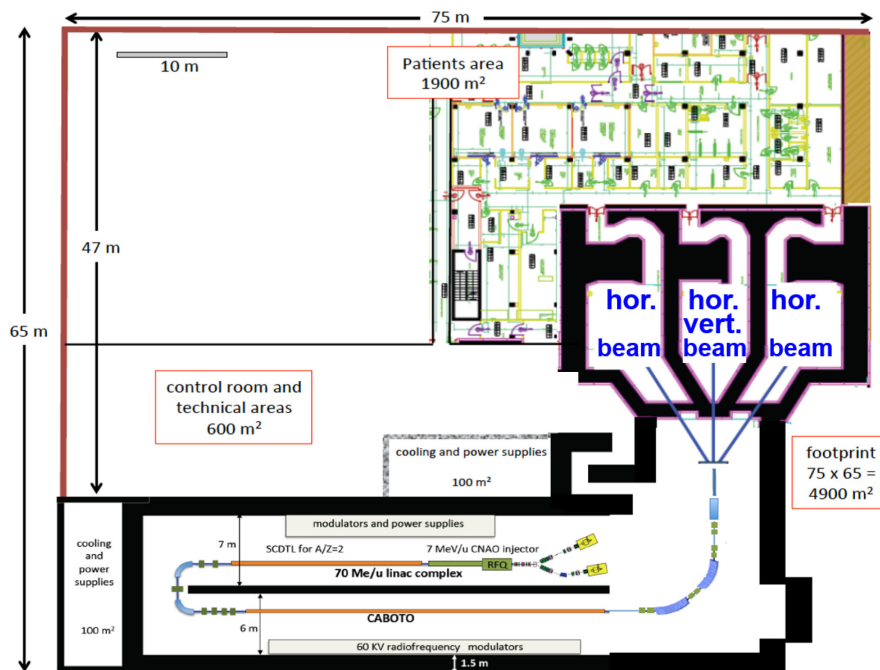 75 m
10 m
Patients area
1900 m²
47 m
65 m
hor.
hor.
hor.
vert.
beam
beam
beam
control room and
technical areas
600 m²
cooling and power supplies
100 m²
footprint
75 x 65 =
4900 m²
cooling
and
power
supplies
100 m²
modulators and power supplies
7 m
SCDTL for A/Z=2
7 MeV/u CNAO injector
RFQ
70 Me/u linac complex
CABOTO
6 m
60 KV radiofrequency modulators
1.5 m